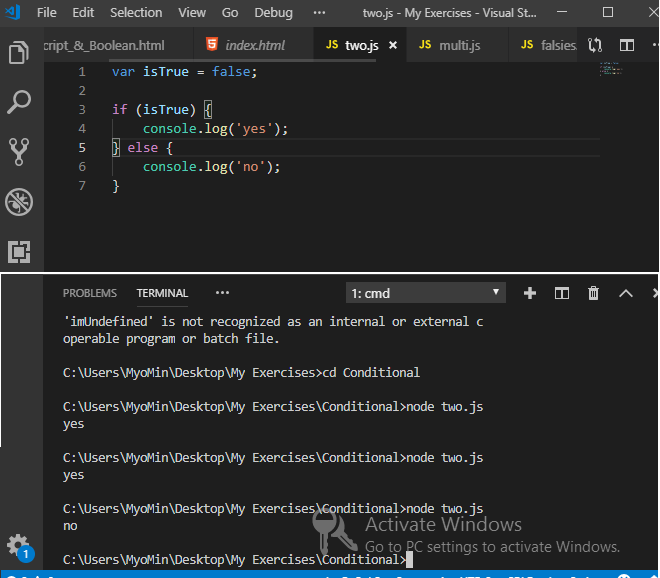 File Edit Selection View Go Debug ··· two.js - My Exercises - Visual St...
cript_&_Boolean.html index.html JS two.js JS multi.js JS falsies.
1 var isTrue = false;
2
3 if (isTrue) {
4 console.log('yes');
5 } else {
6 console.log('no');
7 }
PROBLEMS TERMINAL ··· 1: cmd
'imUndefined' is not recognized as an internal or external c
operable program or batch file.
C:\Users\MyoMin\Desktop\My Exercises>cd Conditional
C:\Users\MyoMin\Desktop\My Exercises\Conditional>node two.js
yes
C:\Users\MyoMin\Desktop\My Exercises\Conditional>node two.js
yes
C:\Users\MyoMin\Desktop\My Exercises\Conditional>node two.js
no
Activate Windows
Go to PC settings to activate Windows.
C:\Users\MyoMin\Desktop\My Exercises\Conditional>
1